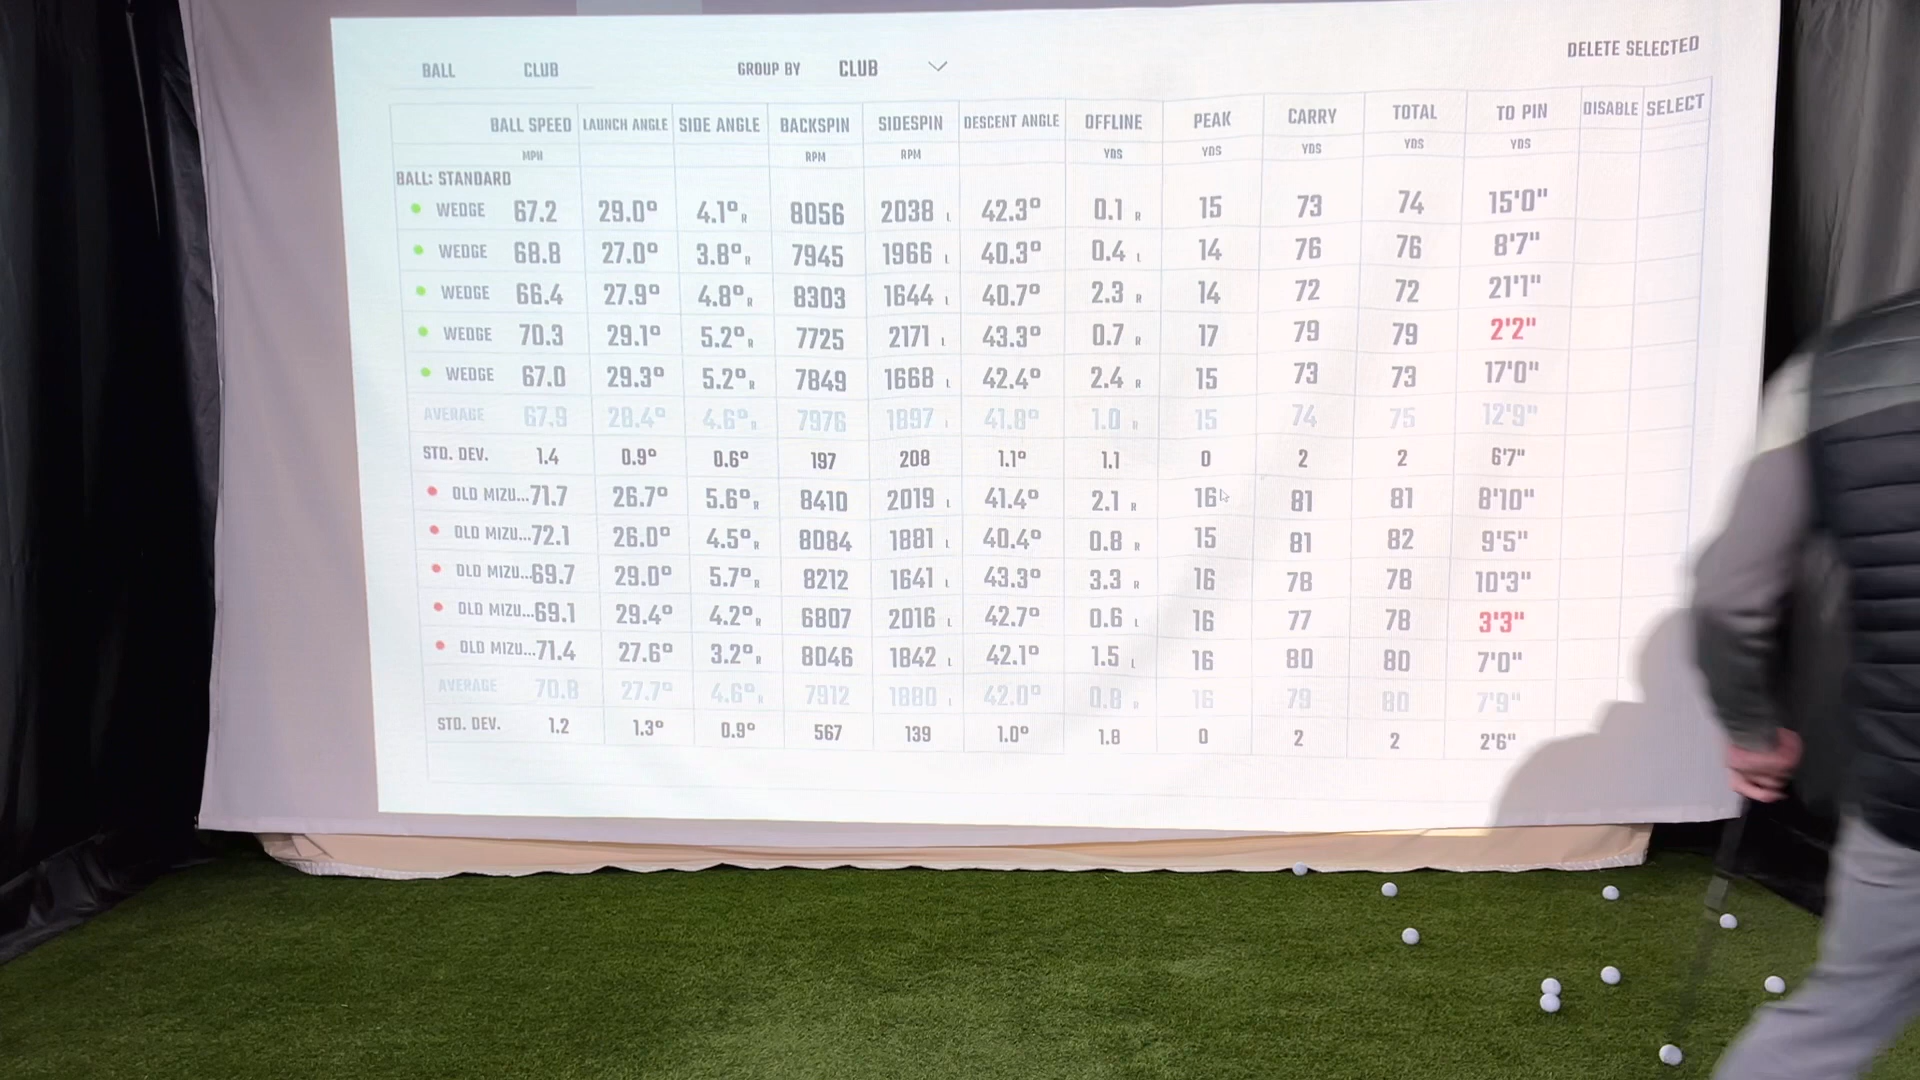 BALL CLUB GROUP BY CLUB DELETE SELECTED
BALL SPEED LAUNCH ANGLE SIDE ANGLE BACKSPIN SIDESPIN DESCENT ANGLE OFFLINE PEAK CARRY TOTAL TO PIN DISABLE SELECT
MPH RPM RPM YDS YDS YDS YDS YDS
BALL: STANDARD
WEDGE 67.2 29.0° 4.1° R 8056 2038 L 42.3° 0.1 R 15 73 74 15'0"
WEDGE 68.8 27.0° 3.8° R 7945 1966 L 40.3° 0.4 L 14 76 76 8'7"
WEDGE 66.4 27.9° 4.8° R 8303 1644 L 40.7° 2.3 R 14 72 72 21'1"
WEDGE 70.3 29.1° 5.2° R 7725 2171 L 43.3° 0.7 R 17 79 79 2'2"
WEDGE 67.0 29.3° 5.2° R 7849 1668 L 42.4° 2.4 R 15 73 73 17'0"
AVERAGE 67.9 28.4° 4.6° R 7976 1897 L 41.8° 1.0 R 15 74 75 12'9"
STD. DEV. 1.4 0.9° 0.6° 197 208 1.1° 1.1 0 2 2 6'7"
OLD MIZU... 71.7 26.7° 5.6° R 8410 2019 L 41.4° 2.1 R 16 81 81 8'10"
OLD MIZU... 72.1 26.0° 4.5° R 8084 1881 L 40.4° 0.8 R 15 81 82 9'5"
OLD MIZU... 69.7 29.0° 5.7° R 8212 1641 L 43.3° 3.3 R 16 78 78 10'3"
OLD MIZU... 69.1 29.4° 4.2° R 6807 2016 L 42.7° 0.6 L 16 77 78 3'3"
OLD MIZU... 71.4 27.6° 3.2° R 8046 1842 L 42.1° 1.5 L 16 80 80 7'0"
AVERAGE 70.8 27.7° 4.6° R 7912 1880 L 42.0° 0.8 R 16 79 80 7'9"
STD. DEV. 1.2 1.3° 0.9° 567 139 1.0° 1.8 0 2 2 2'6"